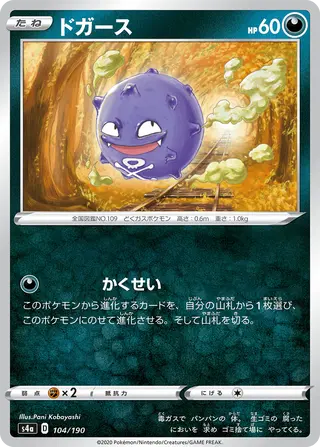 たね
ドガース
HP60
全国図鑑NO.109 どくガスポケモン 高さ：0.6m 重さ：1.0kg
かくせい
このポケモンから進化するカードを、自分の山札から1枚選び、
このポケモンにのせて進化させる。そして山札を切る。
弱点 ×2 抵抗力 にげる
Illus.Pani Kobayashi
s4a D 104/190
毒ガスで パンパンの 体。 生ゴミの 腐った
においを 求め ゴミ捨て場に やってくる。
©2020 Pokémon/Nintendo/Creatures/GAME FREAK.